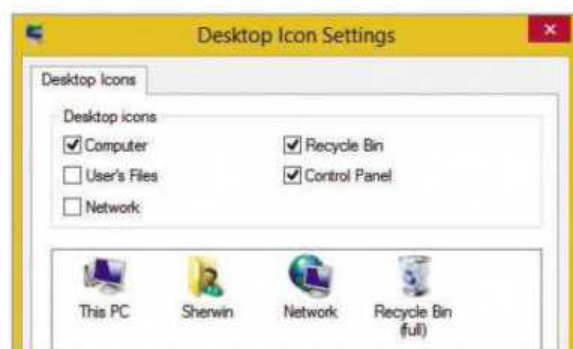 Desktop Icon Settings
Desktop Icons
Desktop icons
Computer
Recycle Bin
User's Files
Control Panel
Network
This PC
Sherwin
Network
Recycle Bin
(full)